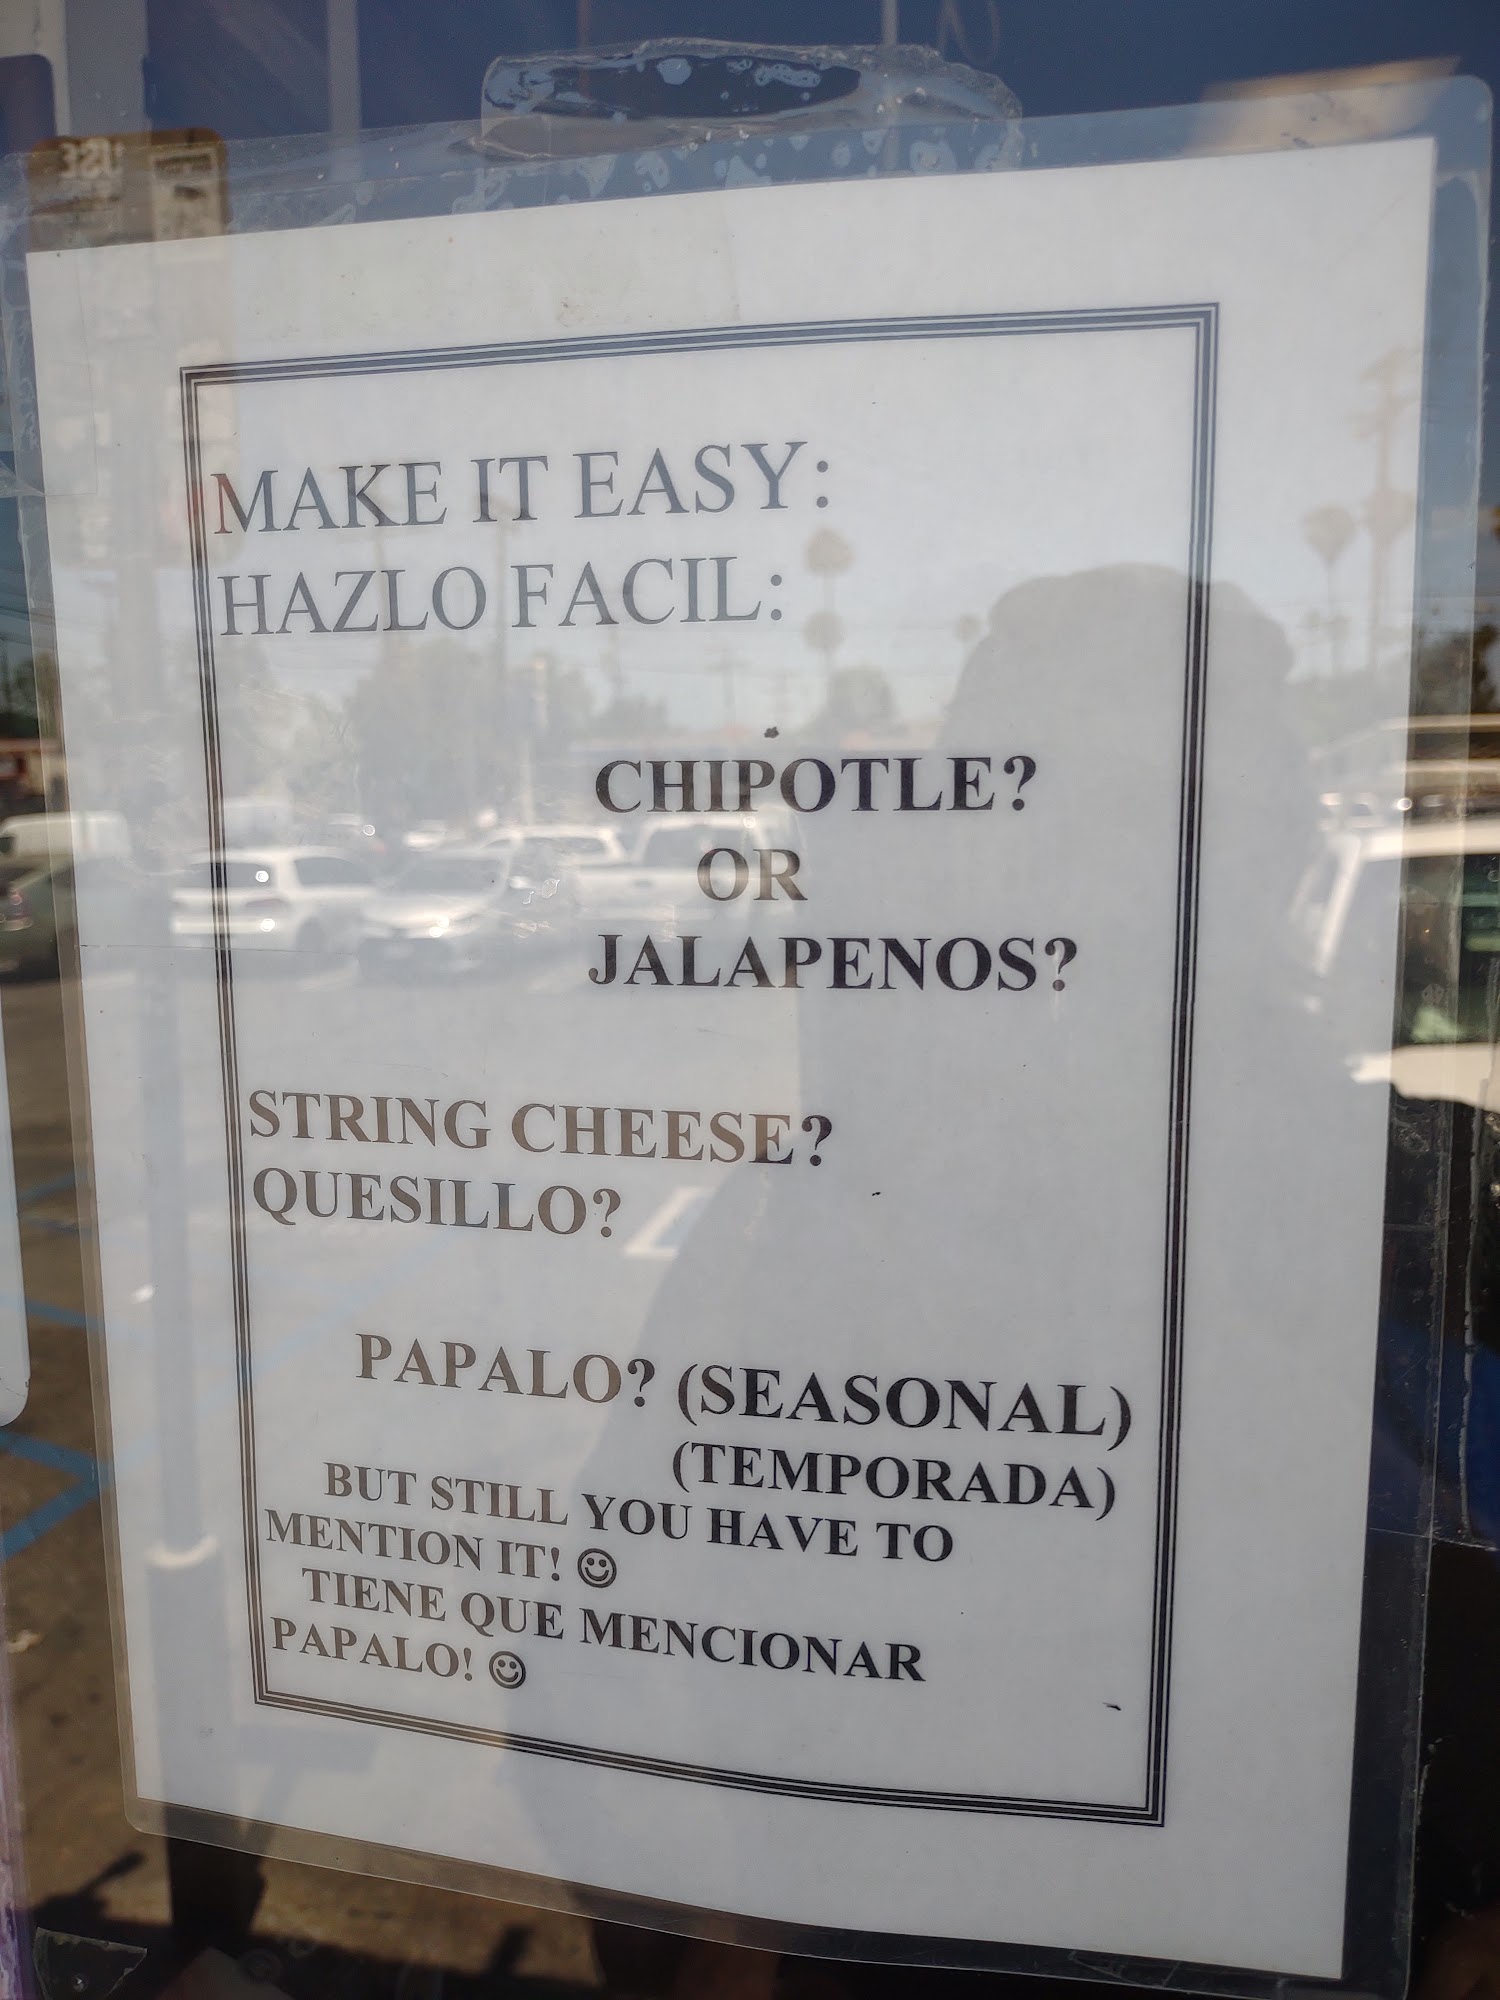 MAKE IT EASY:
HAZLO FACIL:
CHIPOTLE?
OR
JALAPENOS?
STRING CHEESE?
QUESILLO?
PAPALO? (SEASONAL)
(TEMPORADA)
BUT STILL YOU HAVE TO
MENTION IT! ☺
TIENE QUE MENCIONAR
PAPALO! ☺